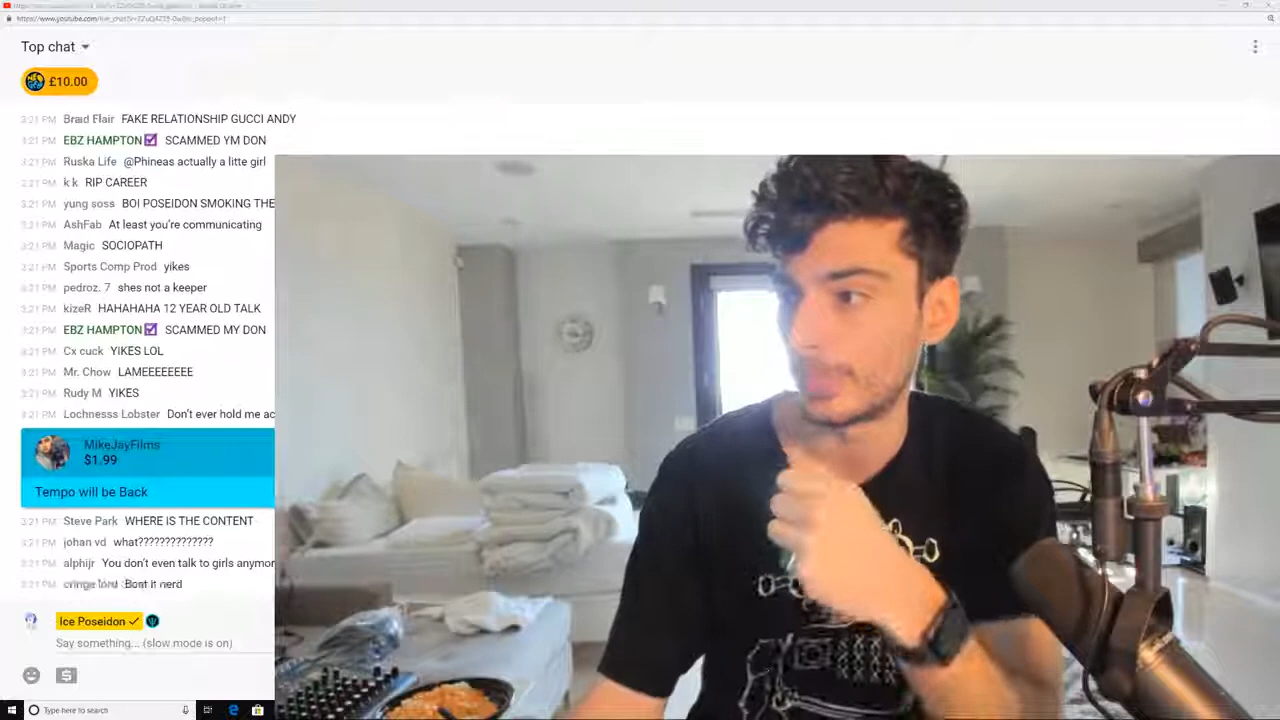 Top chat
£10.00
3:21 PM Brad Flair FAKE RELATIONSHIP GUCCI ANDY
3:21 PM EBZ HAMPTON SCAMMED YM DON
3:21 PM Ruska Life @Phineas actually a litte girl
3:21 PM k k RIP CAREER
3:21 PM yung soss BOI POSEIDON SMOKING THE
3:21 PM AshFab At least you're communicating
3:21 PM Magic SOCIOPATH
3:21 PM Sports Comp Prod yikes
3:21 PM pedroz. 7 shes not a keeper
3:21 PM kizeR HAHAHAHA 12 YEAR OLD TALK
3:21 PM EBZ HAMPTON SCAMMED MY DON
3:21 PM Cx cuck YIKES LOL
3:21 PM Mr. Chow LAMEEEEEEEE
3:21 PM Rudy M YIKES
3:21 PM Lochnesss Lobster Don't ever hold me ac
MikeJayFilms
$1.99
Tempo will be Back
3:21 PM Steve Park WHERE IS THE CONTENT
3:21 PM johan vd what??????????????
3:21 PM alphijr You don't even talk to girls anymor
3:21 PM nerd
Ice Poseidon ✓
Say something... (slow mode is on)
Type here to search